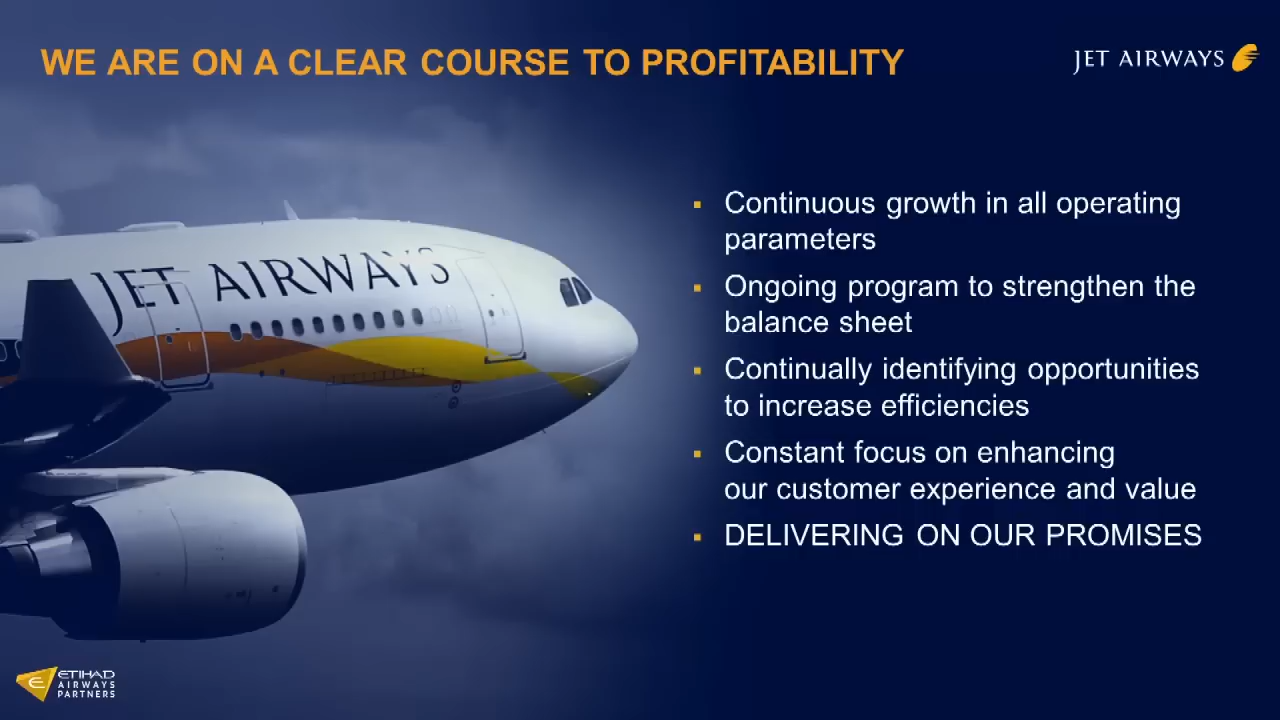 WE ARE ON A CLEAR COURSE TO PROFITABILITY
JET AIRWAYS
JET AIRWAYS
Continuous growth in all operating
parameters
Ongoing program to strengthen the
balance sheet
Continually identifying opportunities
to increase efficiencies
Constant focus on enhancing
our customer experience and value
DELIVERING ON OUR PROMISES
ETIHAD
AIRWAYS
PARTNERS